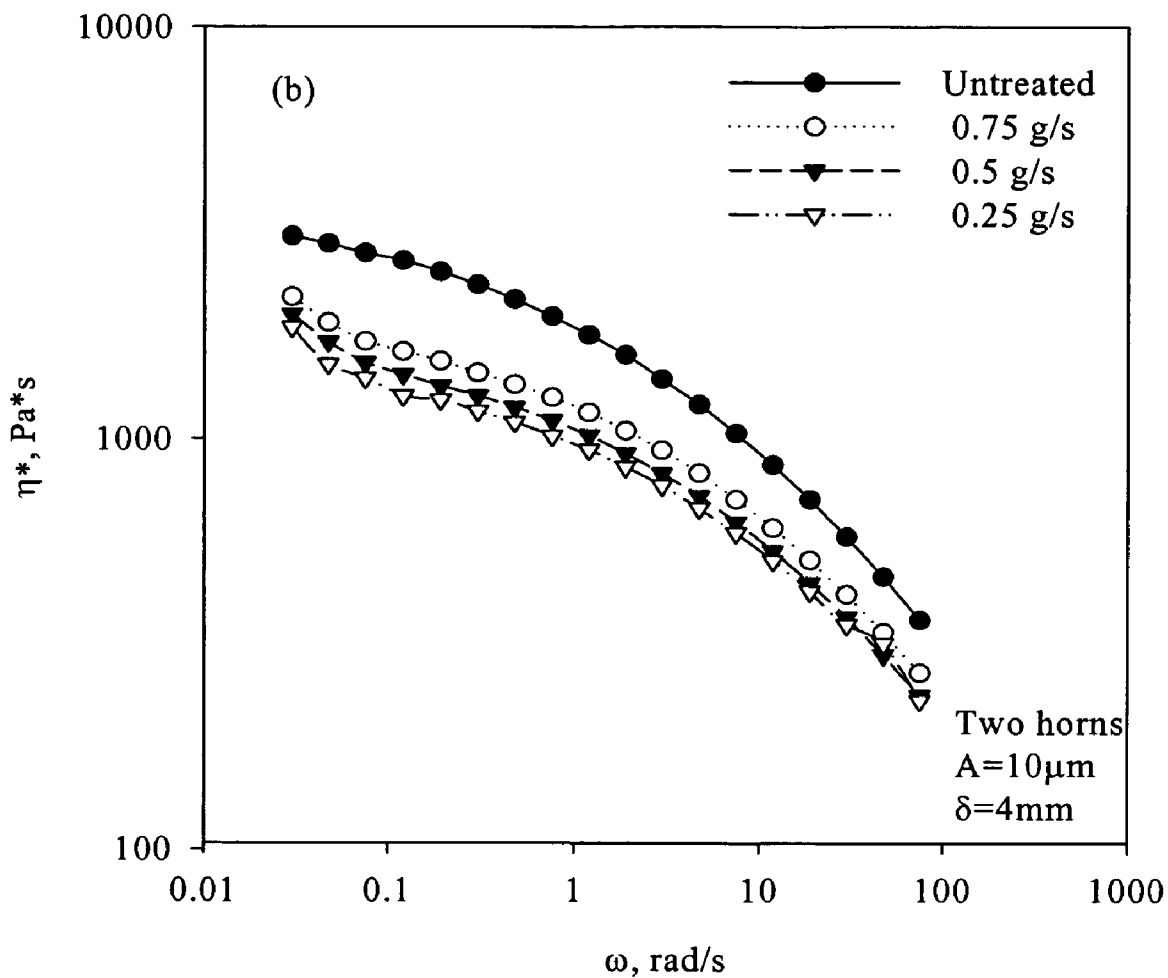 10000
(b)
Untreated
0.75 g/s
0.5 g/s
0.25 g/s
η*, Pa*s
1000
Two horns
A=10μm
δ=4mm
100
0.01
0.1
1
10
100
1000
ω, rad/s